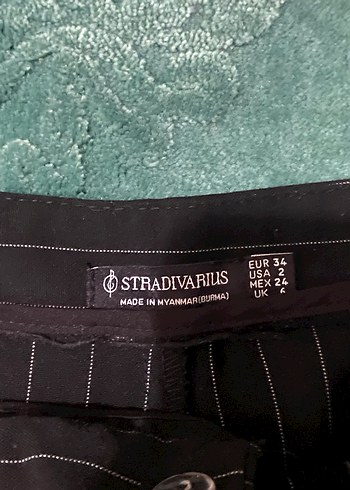 STRADIVARIUS
MADE IN MYANMAR(BURMA)
EUR 34
USA 2
MEX 24
UK 6